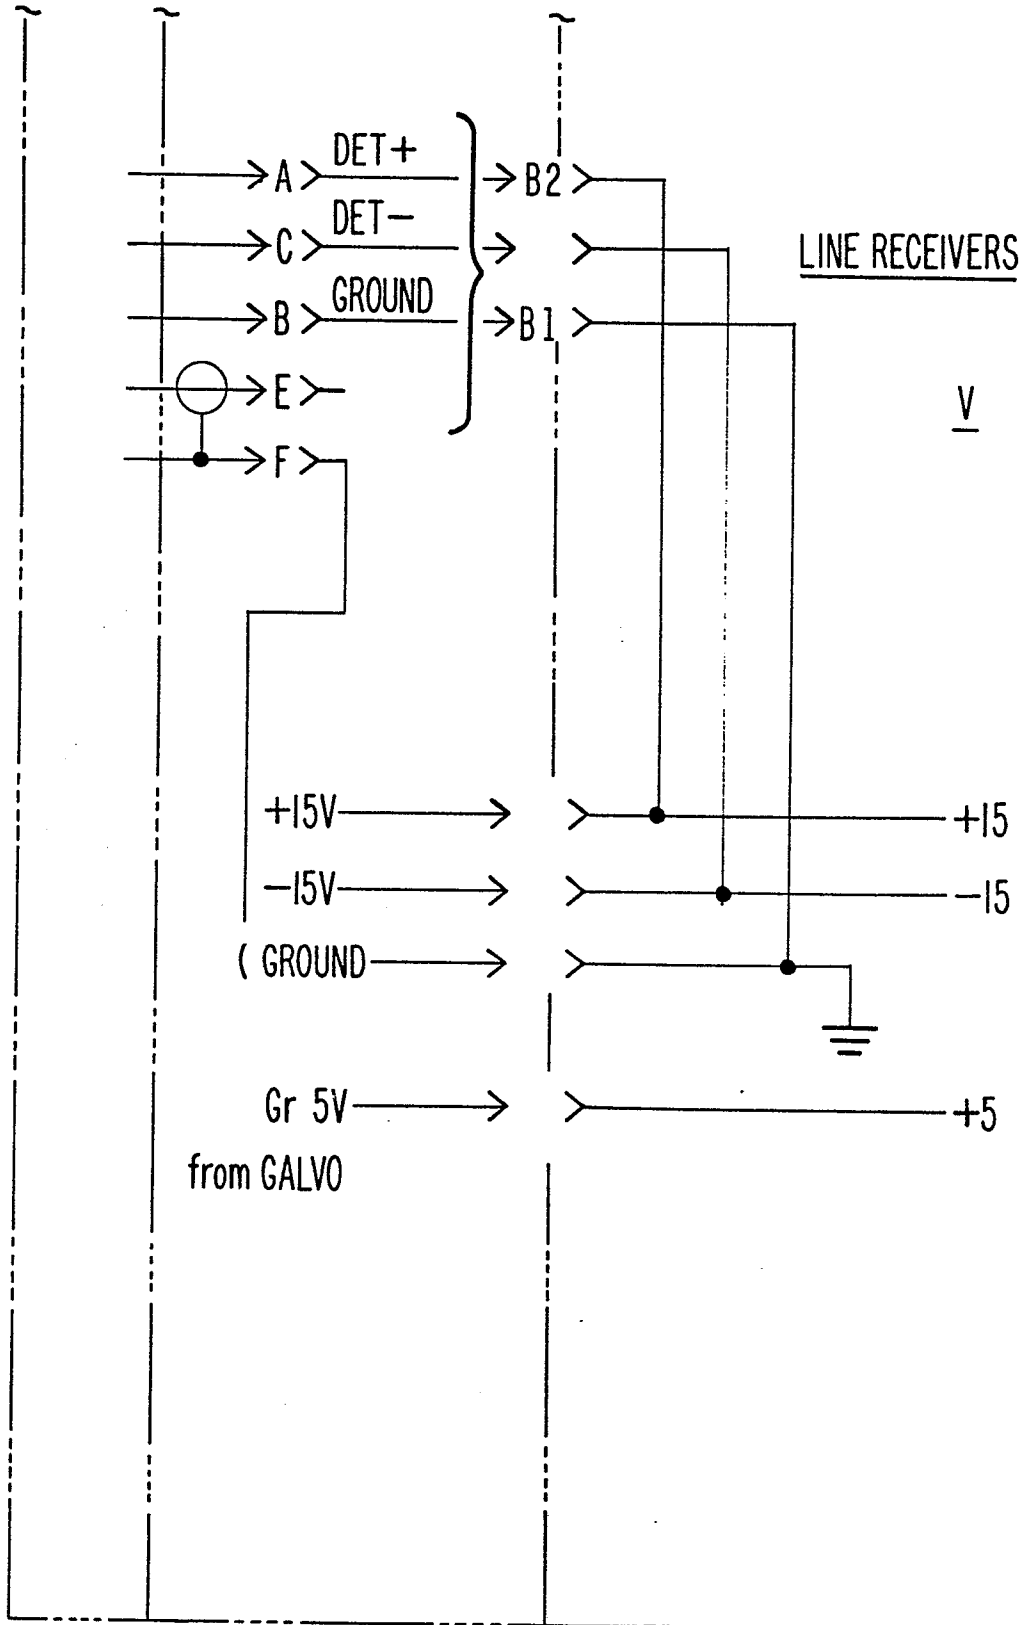 DET+
A
B2
DET-
C
LINE RECEIVERS
GROUND
B
B1
E
V
F
+15V
+15
-15V
-15
( GROUND
Gr 5V
+5
from GALVO